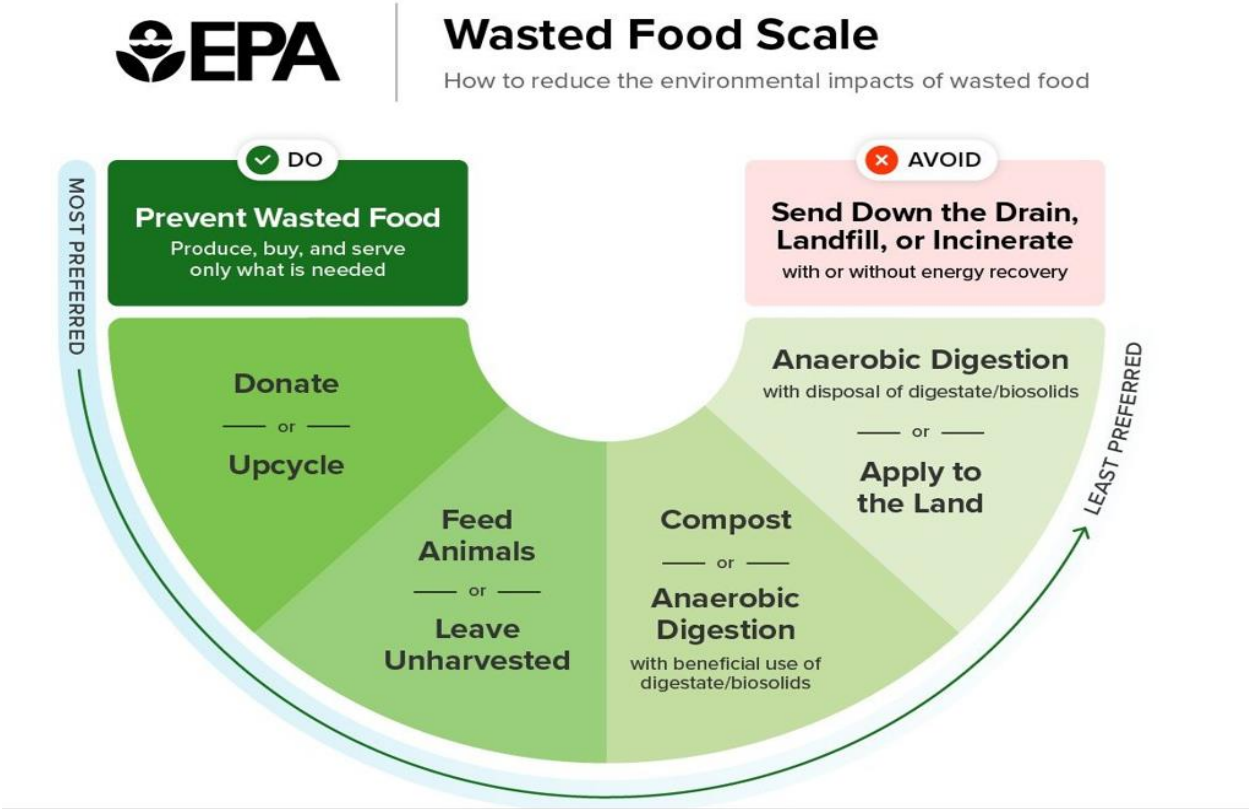 EPA
Wasted Food Scale
How to reduce the environmental impacts of wasted food
MOST PREFERRED
DO
Prevent Wasted Food
Produce, buy, and serve
only what is needed
Donate
or
Upcycle
Feed
Animals
or
Leave
Unharvested
Compost
or
Anaerobic
Digestion
with beneficial use of
digestate/biosolids
Anaerobic Digestion
with disposal of digestate/biosolids
or
Apply to
the Land
AVOID
Send Down the Drain,
Landfill, or Incinerate
with or without energy recovery
LEAST PREFERRED